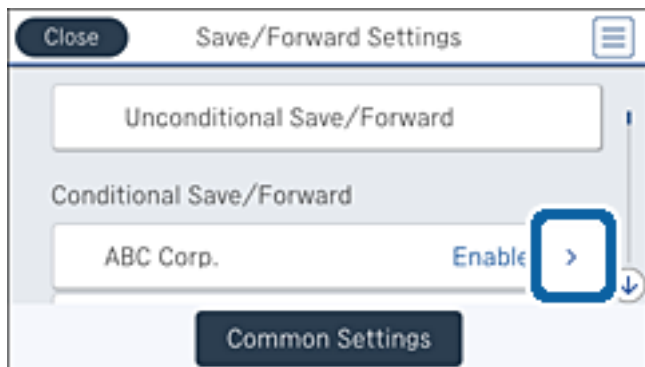 Close Save/Forward Settings
Unconditional Save/Forward
Conditional Save/Forward
ABC Corp. Enable
Common Settings